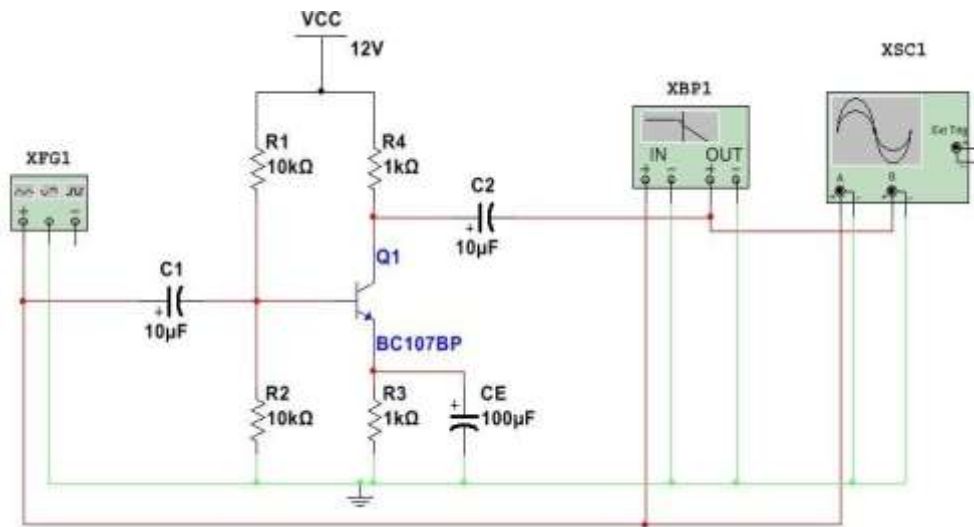 VCC
12V
XSC1
XBP1
Ext Trig
R1
10kΩ
R4
1kΩ
IN
OUT
XFG1
A
B
C2
10µF
Q1
C1
10µF
BC107BP
R2
10kΩ
R3
1kΩ
CE
100µF